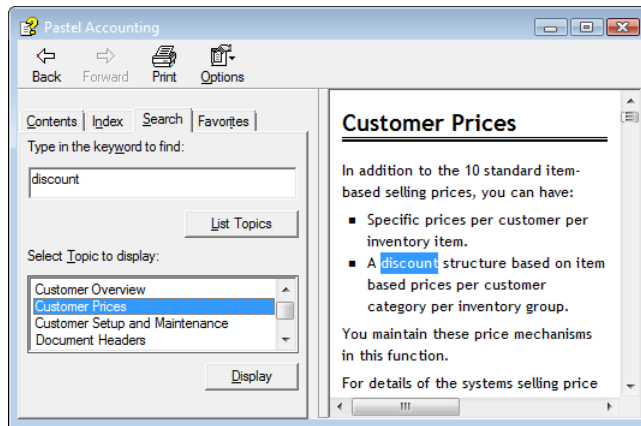 Pastel Accounting
Back Forward Print Options
Contents Index Search Favorites
Type in the keyword to find:
discount
List Topics
Select Topic to display:
Customer Overview
Customer Prices
Customer Setup and Maintenance
Document Headers
Display
Customer Prices
In addition to the 10 standard item-
based selling prices, you can have:
▪ Specific prices per customer per
inventory item.
▪ A discount structure based on item
based prices per customer
category per inventory group.
You maintain these price mechanisms
in this function.
For details of the systems selling price